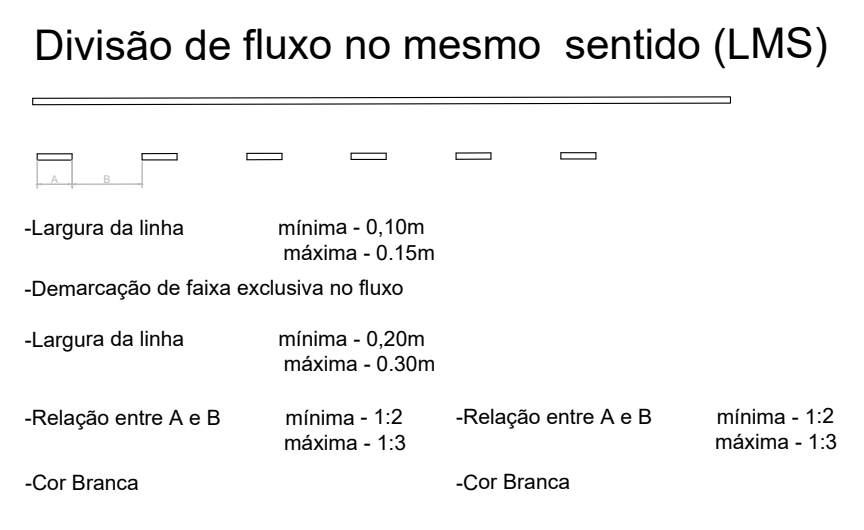 Divisão de fluxo no mesmo  sentido (LMS)
A B
-Largura da linha mínima - 0,10m
máxima - 0.15m
-Demarcação de faixa exclusiva no fluxo
-Largura da linha mínima - 0,20m
máxima - 0.30m
-Relação entre A e B mínima - 1:2 -Relação entre A e B mínima - 1:2
máxima - 1:3 máxima - 1:3
-Cor Branca -Cor Branca